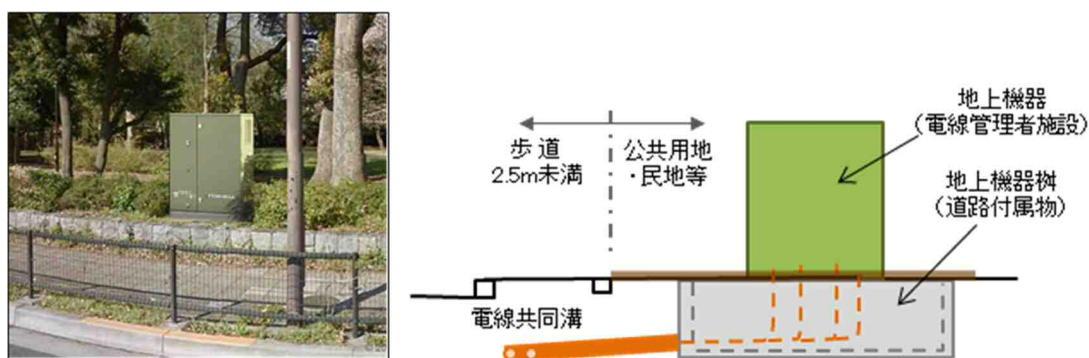 歩道
2.5m未満
公共用地
・民地等
地上機器
（電線管理者施設）
地上機器桝
（道路付属物）
電線共同溝